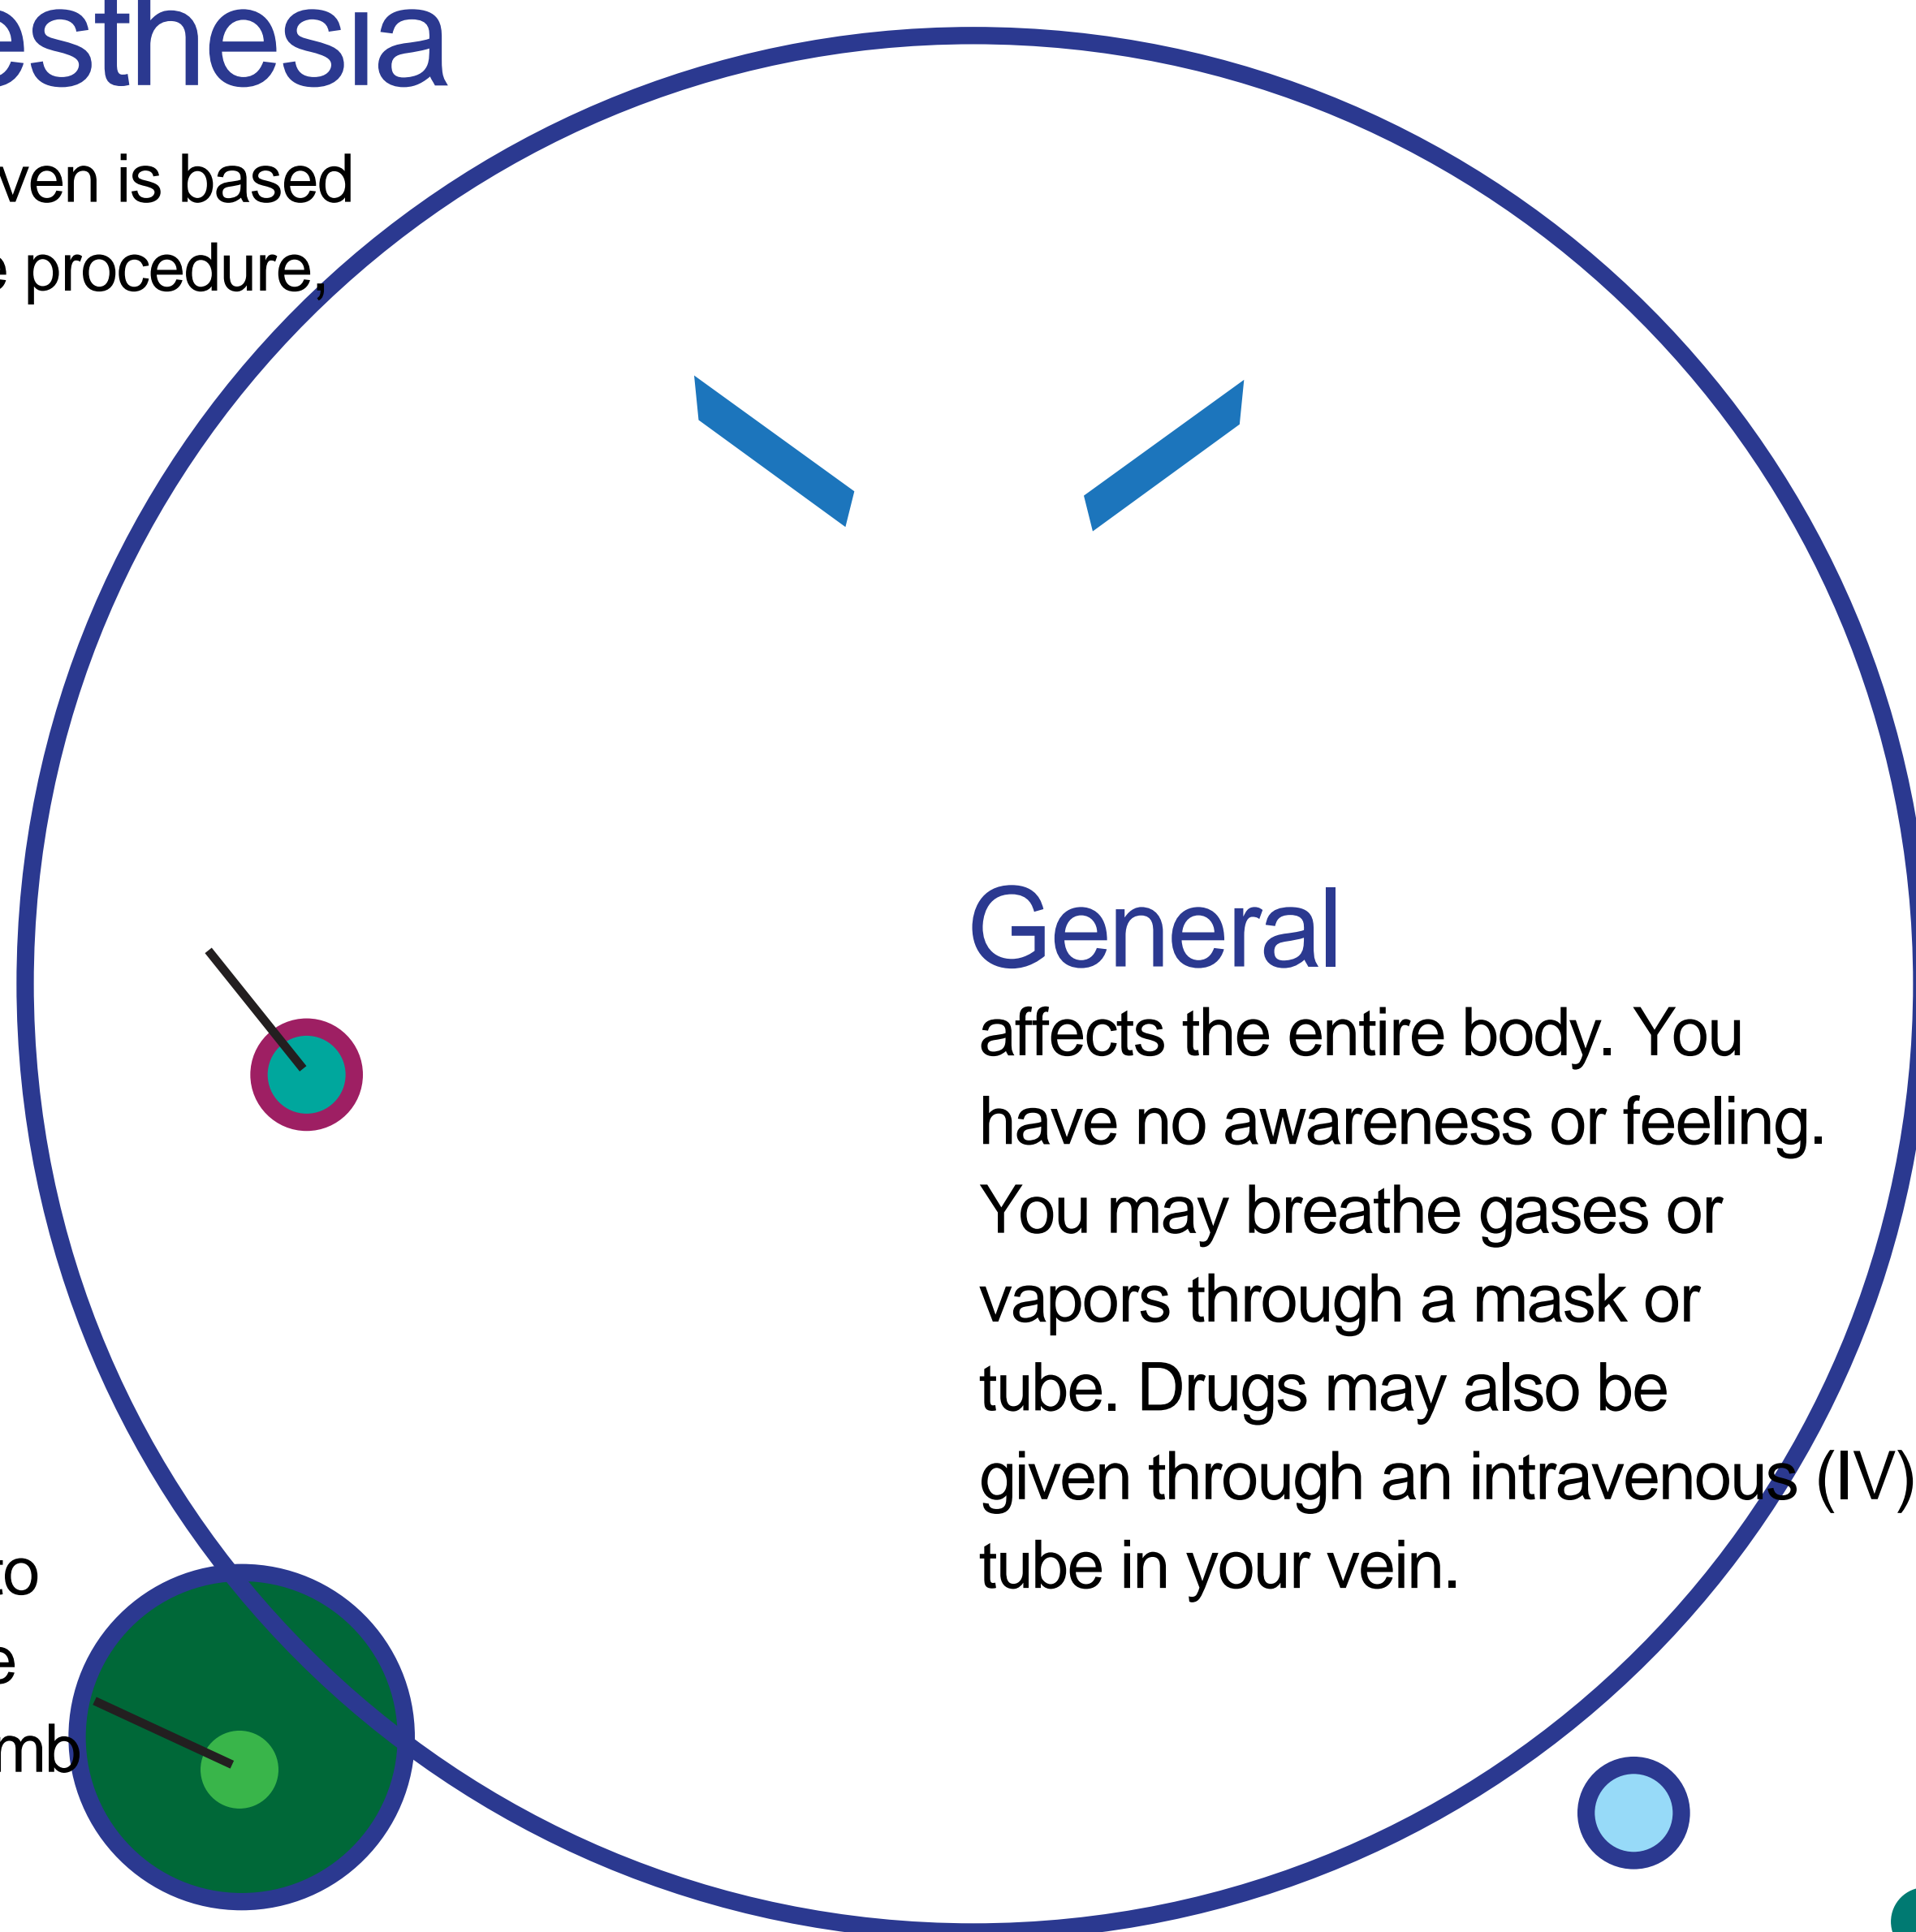 esthesia
ven is based
e procedure,
General
affects the entire body. You
have no awareness or feeling.
You may breathe gases or
vapors through a mask or
tube. Drugs may also be
given through an intravenous (IV)
tube in your vein.
to
e
mb